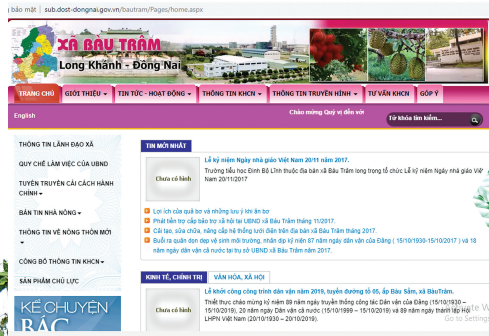 bảo mật | sub.dost-dongnai.gov.vn/bautram/Pages/home.aspx
XÃ BÀU TRÂM
Long Khánh - Đồng Nai
TRANG CHỦ GIỚI THIỆU TIN TỨC - HOẠT ĐỘNG THÔNG TIN KHCN THÔNG TIN TRUYỀN HÌNH TƯ VẤN KHCN GÓP Ý
English
Chào mừng Quý vị đến với
Từ khóa tìm kiếm...
THÔNG TIN LÃNH ĐẠO XÃ
QUY CHẾ LÀM VIỆC CỦA UBND
TUYÊN TRUYỀN CẢI CÁCH HÀNH
CHÍNH
BẢN TIN NHÀ NÔNG
THÔNG TIN VỀ NÔNG THÔN MỚI
CÔNG BỐ THÔNG TIN KHCN
SẢN PHẨM CHỦ LỰC
KỂ CHUYỆN
BÁC
TIN MỚI NHẤT
Chưa có hình
Lễ kỷ niệm Ngày nhà giáo Việt Nam 20/11 năm 2017.
Trường tiểu học Đinh Bộ Lĩnh thuộc địa bàn xã Bàu Trâm long trọng tổ chức Lễ kỷ niệm Ngày nhà giáo Việt
Nam 20/11/2017
Lợi ích của quả bơ và những lưu ý khi ăn bơ
Phát tiền trợ cấp bảo trợ xã hội tại UBND xã Bàu Trâm tháng 11/2017.
Cải tạo, sửa chữa, nâng cấp hệ thống lưới điện trên địa bàn xã Bàu Trâm tháng 2017.
Buổi ra quân dọn dẹp vệ sinh môi trường, nhân dịp kỷ niệm 87 năm ngày dân vận của Đảng ( 15/10/1930-15/10/2017 ) và 18
năm ngày dân vận cả nước tại trụ sở UBND xã Bàu Trâm năm 2017.
KINH TẾ, CHÍNH TRỊ VĂN HÓA, XÃ HỘI
Chưa có hình
Lễ khởi công công trình dân vận năm 2019, tuyến đường tổ 05, ấp Bàu Sầm, xã BàuTrâm.
Thiết thực chào mừng kỷ niệm 89 năm ngày truyền thống công tác Dân vận của Đảng (15/10/1930 –
15/10/2019), 20 năm ngày Dân vận cả nước (15/10/1999 – 15/10/2019) và 89 năm ngày thành lập Hội
LHPN Việt Nam (20/10/1930 – 20/10/2019).
Go to Settings